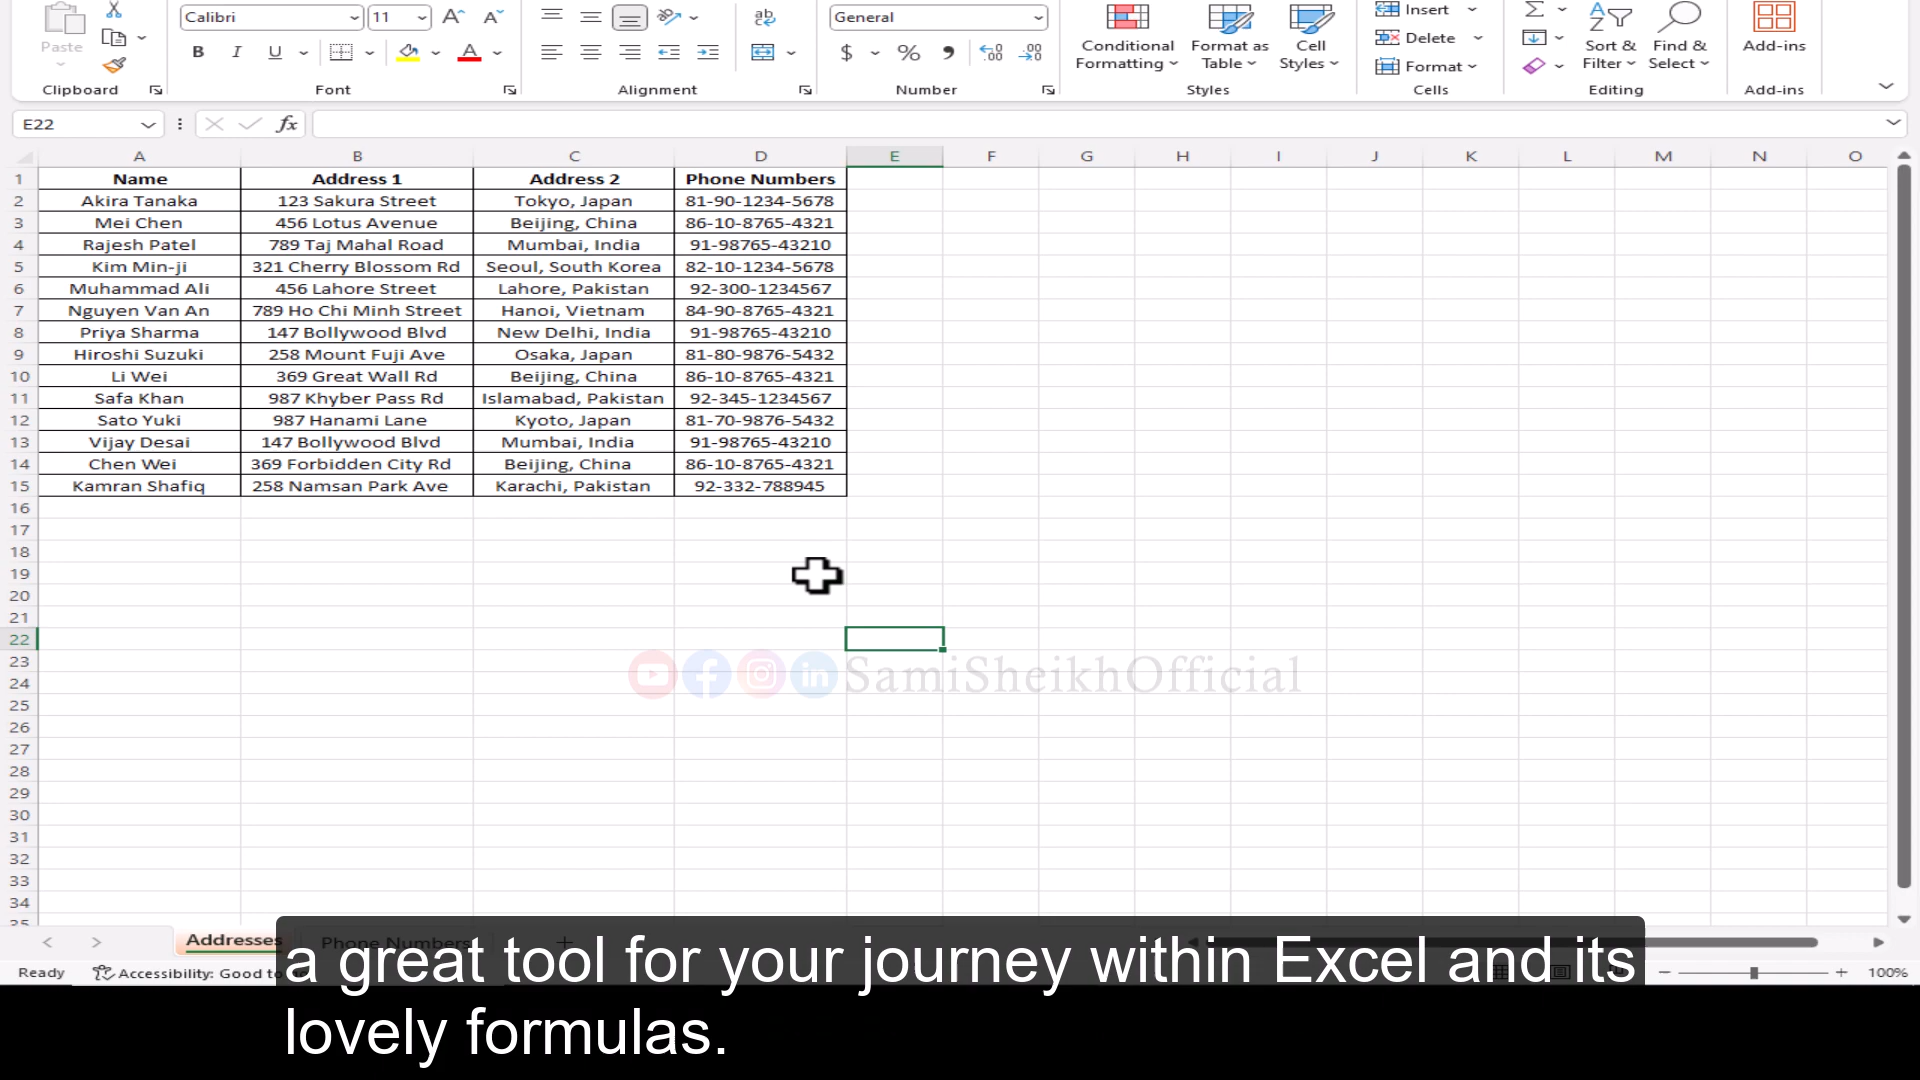 Calibri 11 General
Paste B I U $ % Conditional Formatting Format as Table Cell Styles Insert Delete Format Sort & Filter Find & Select Add-ins
Clipboard Font Alignment Number Styles Cells Editing Add-ins
E22 fx
A B C D E F G H I J K L M N O
1 Name Address 1 Address 2 Phone Numbers
2 Akira Tanaka 123 Sakura Street Tokyo, Japan 81-90-1234-5678
3 Mei Chen 456 Lotus Avenue Beijing, China 86-10-8765-4321
4 Rajesh Patel 789 Taj Mahal Road Mumbai, India 91-98765-43210
5 Kim Min-ji 321 Cherry Blossom Rd Seoul, South Korea 82-10-1234-5678
6 Muhammad Ali 456 Lahore Street Lahore, Pakistan 92-300-1234567
7 Nguyen Van An 789 Ho Chi Minh Street Hanoi, Vietnam 84-90-8765-4321
8 Priya Sharma 147 Bollywood Blvd New Delhi, India 91-98765-43210
9 Hiroshi Suzuki 258 Mount Fuji Ave Osaka, Japan 81-80-9876-5432
10 Li Wei 369 Great Wall Rd Beijing, China 86-10-8765-4321
11 Safa Khan 987 Khyber Pass Rd Islamabad, Pakistan 92-345-1234567
12 Sato Yuki 987 Hanami Lane Kyoto, Japan 81-70-9876-5432
13 Vijay Desai 147 Bollywood Blvd Mumbai, India 91-98765-43210
14 Chen Wei 369 Forbidden City Rd Beijing, China 86-10-8765-4321
15 Kamran Shafiq 258 Namsan Park Ave Karachi, Pakistan 92-332-788945
16
17
18
19
20
21
22
23
SamiSheikhOfficial
24
25
26
27
28
29
30
31
32
33
34
35
Addresses Phone Numbers
Ready Accessibility: Good to go 100%
a great tool for your journey within Excel and its
lovely formulas.